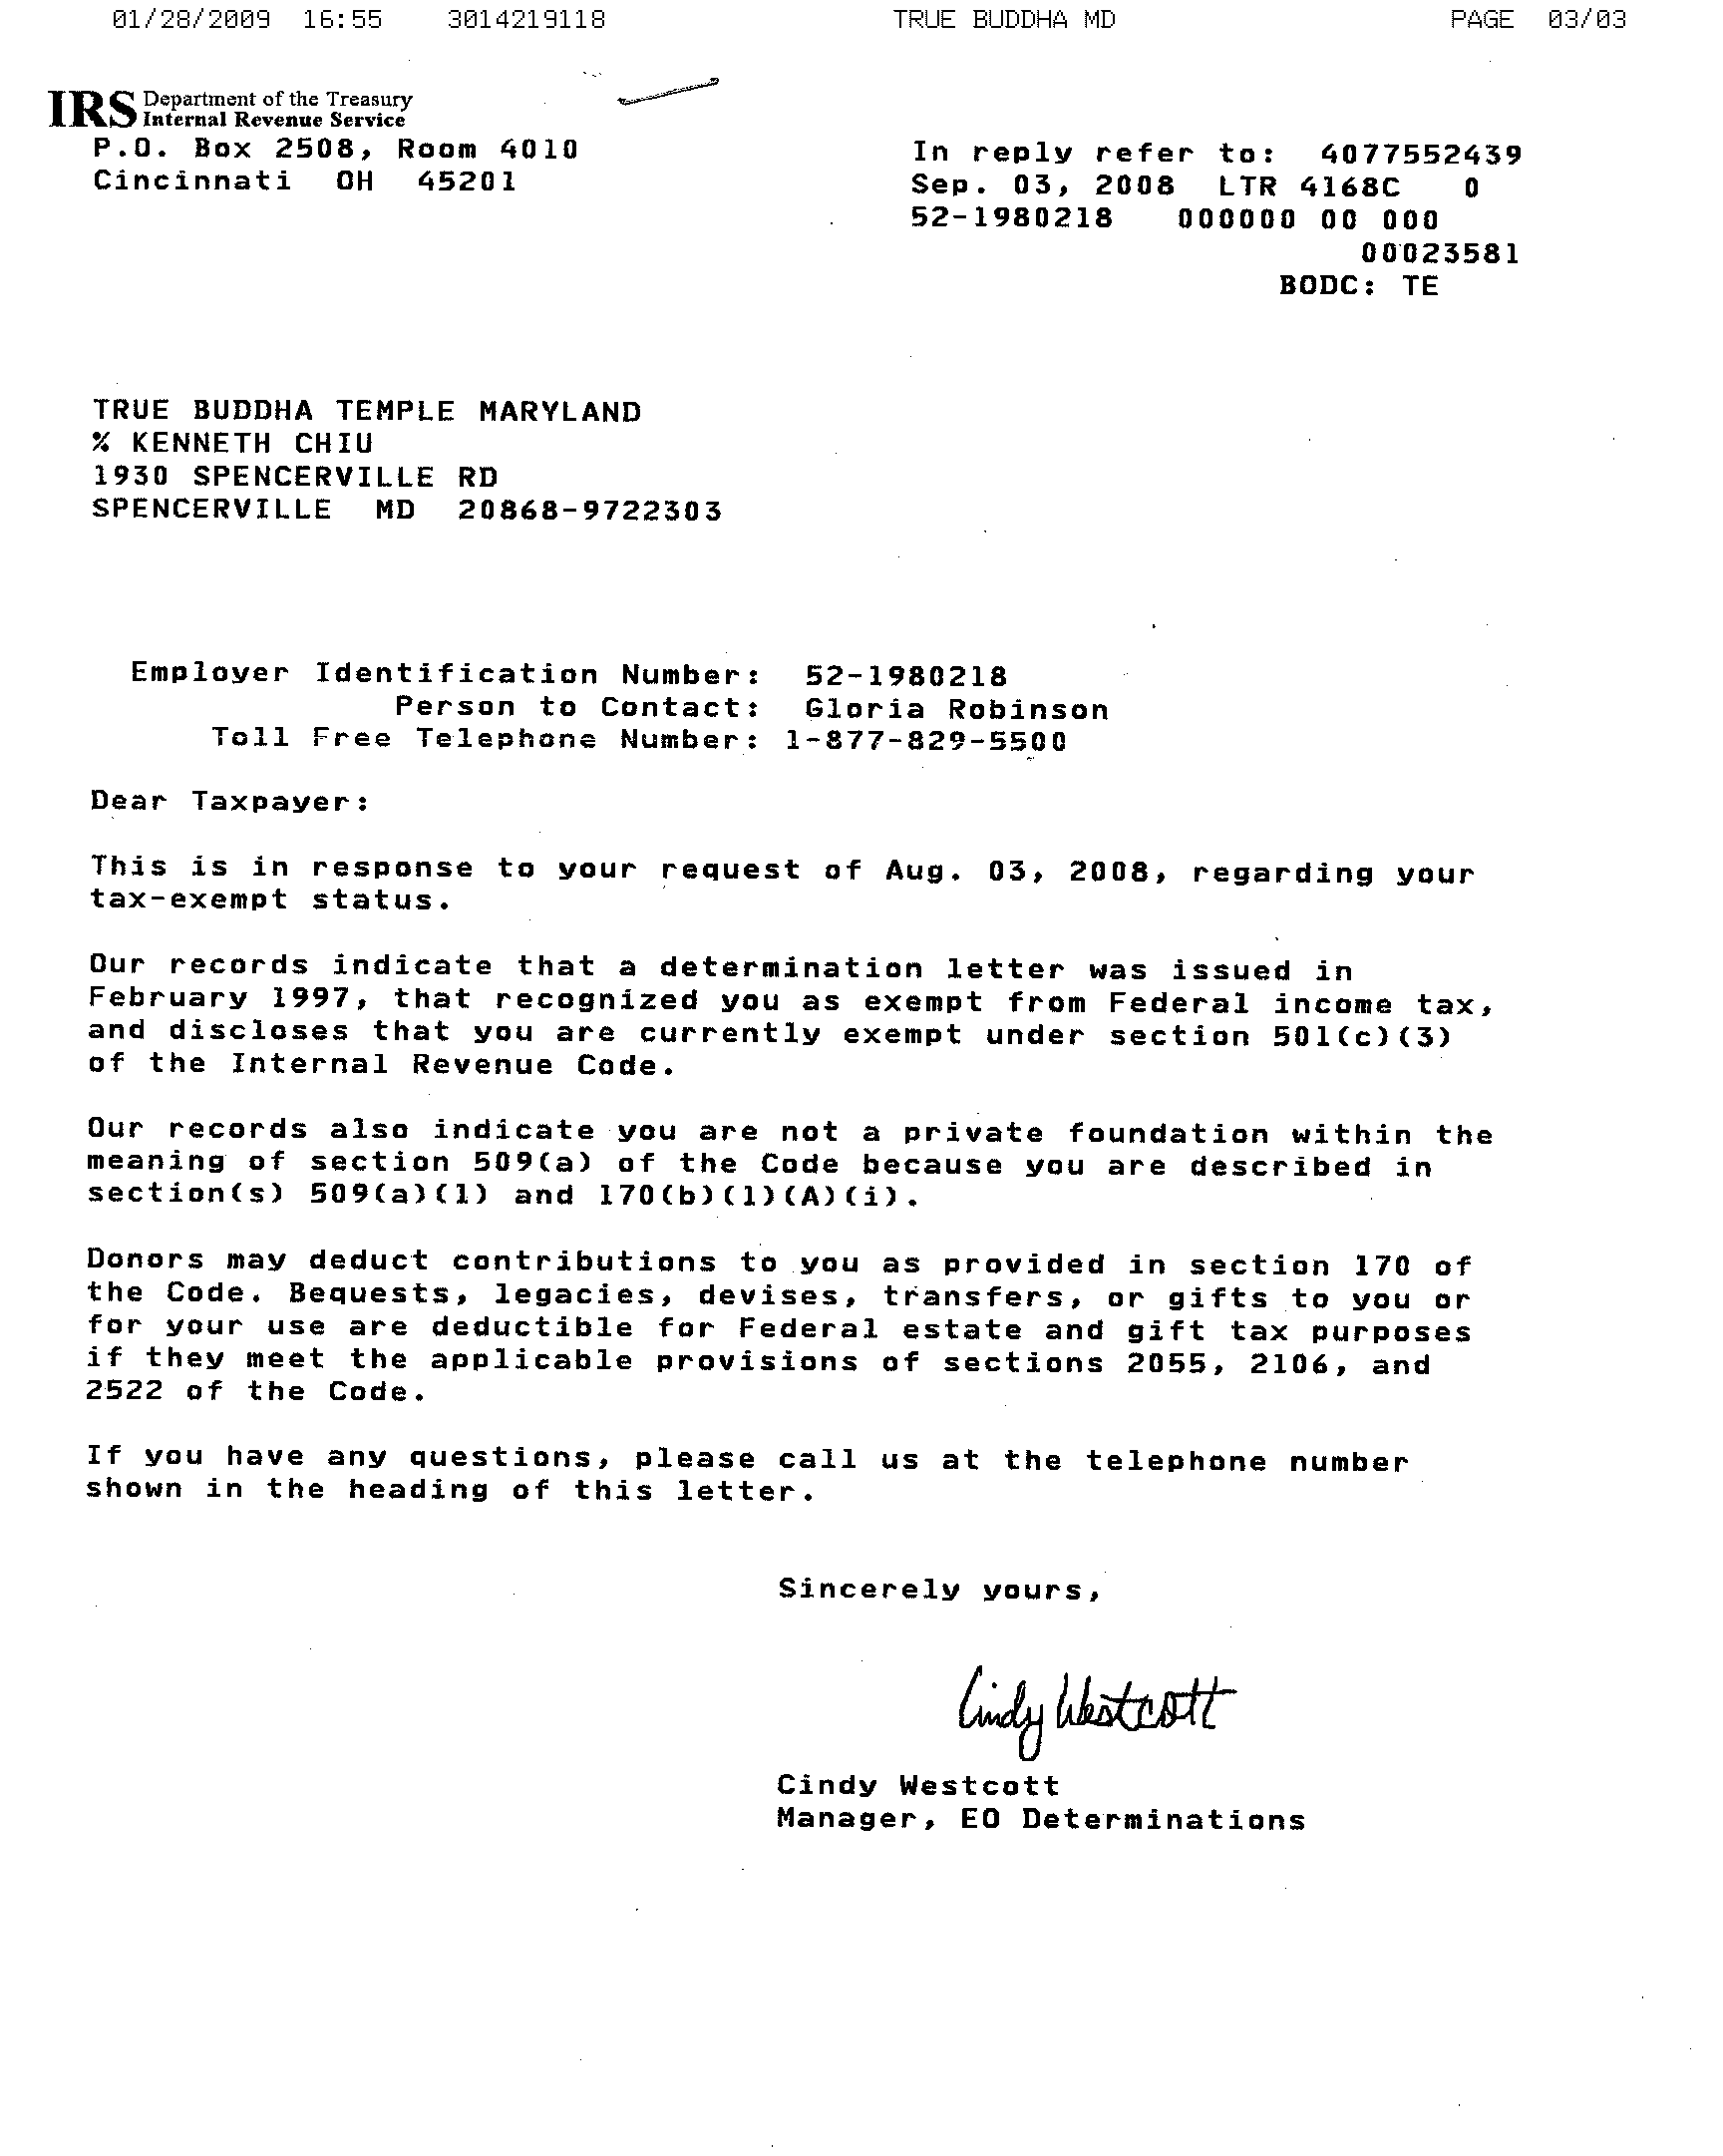 01/28/2009 16:55 3014219118 TRUE BUDDHA MD PAGE 03/03
IRS Department of the Treasury
Internal Revenue Service
P.O. Box 2508, Room 4010
Cincinnati OH 45201
In reply refer to: 4077552439
Sep. 03, 2008 LTR 4168C 0
52-1980218 000000 00 000
00023581
BODC: TE
TRUE BUDDHA TEMPLE MARYLAND
% KENNETH CHIU
1930 SPENCERVILLE RD
SPENCERVILLE MD 20868-9722303
Employer Identification Number: 52-1980218
Person to Contact: Gloria Robinson
Toll Free Telephone Number: 1-877-829-5500
Dear Taxpayer:
This is in response to your request of Aug. 03, 2008, regarding your
tax-exempt status.
Our records indicate that a determination letter was issued in
February 1997, that recognized you as exempt from Federal income tax,
and discloses that you are currently exempt under section 501(c)(3)
of the Internal Revenue Code.
Our records also indicate you are not a private foundation within the
meaning of section 509(a) of the Code because you are described in
section(s) 509(a)(1) and 170(b)(1)(A)(i).
Donors may deduct contributions to you as provided in section 170 of
the Code. Bequests, legacies, devises, transfers, or gifts to you or
for your use are deductible for Federal estate and gift tax purposes
if they meet the applicable provisions of sections 2055, 2106, and
2522 of the Code.
If you have any questions, please call us at the telephone number
shown in the heading of this letter.
Sincerely yours,
Cindy Westcott
Cindy Westcott
Manager, EO Determinations